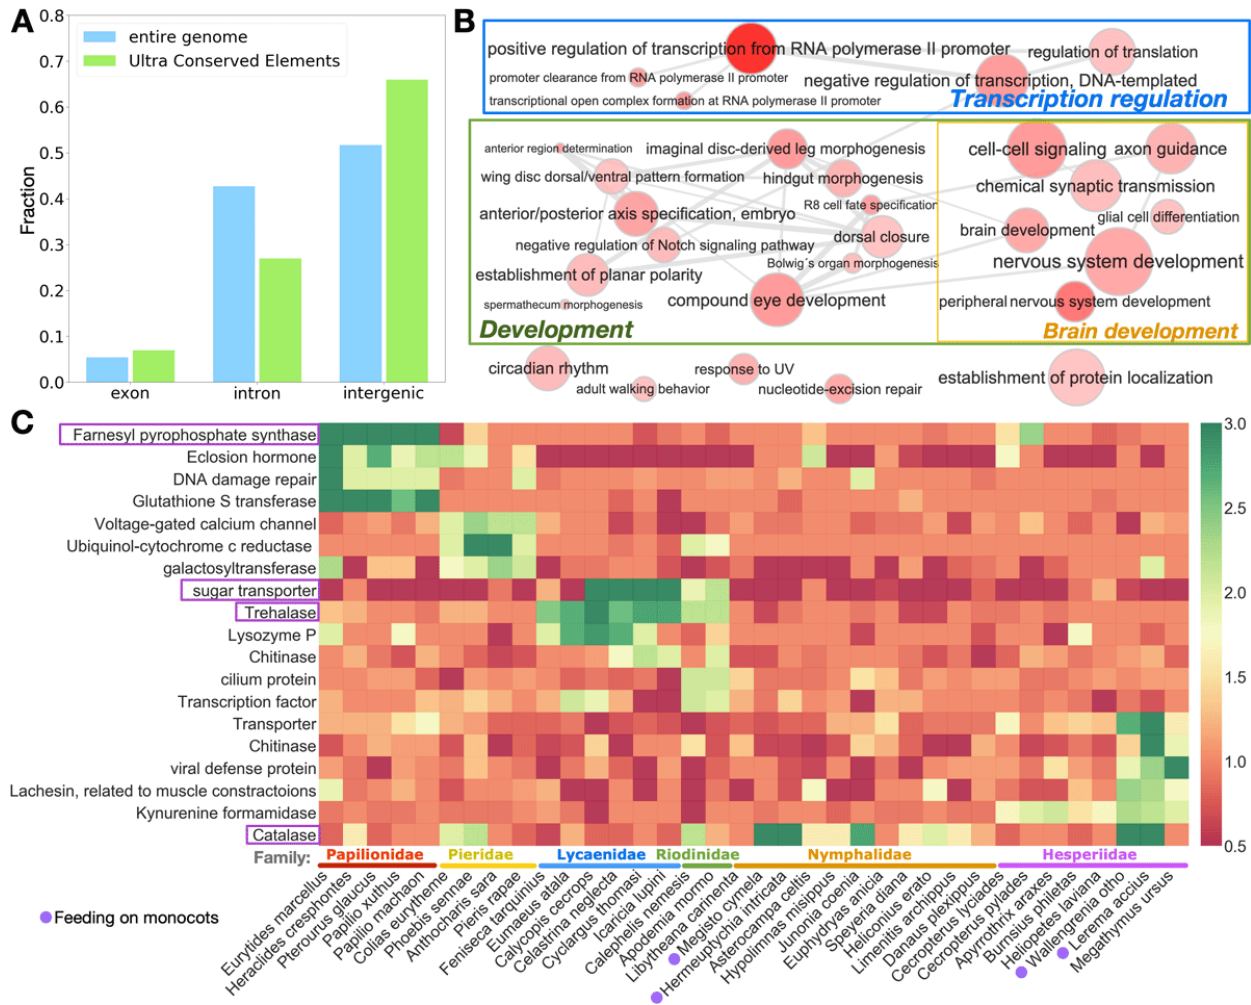 A
0.8
0.7
0.6
0.5
0.4
0.3
0.2
0.1
0.0
Fraction
entire genome
Ultra Conserved Elements
exon
intron
intergenic
B
positive regulation of transcription from RNA polymerase II promoter
regulation of translation
promoter clearance from RNA polymerase II promoter
negative regulation of transcription, DNA-templated
transcriptional open complex formation at RNA polymerase II promoter
Transcription regulation
anterior region determination
imaginal disc-derived leg morphogenesis
cell-cell signaling
axon guidance
wing disc dorsal/ventral pattern formation
hindgut morphogenesis
chemical synaptic transmission
R8 cell fate specification
anterior/posterior axis specification, embryo
glial cell differentiation
dorsal closure
brain development
negative regulation of Notch signaling pathway
Bolwig´s organ morphogenesis
nervous system development
establishment of planar polarity
spermathecum morphogenesis
compound eye development
peripheral nervous system development
Development
Brain development
circadian rhythm
response to UV
adult walking behavior
nucleotide-excision repair
establishment of protein localization
C
Farnesyl pyrophosphate synthase
Eclosion hormone
DNA damage repair
Glutathione S transferase
Voltage-gated calcium channel
Ubiquinol-cytochrome c reductase
galactosyltransferase
sugar transporter
Trehalase
Lysozyme P
Chitinase
cilium protein
Transcription factor
Transporter
Chitinase
viral defense protein
Lachesin, related to muscle constractoions
Kynurenine formamidase
Catalase
3.0
2.5
2.0
1.5
1.0
0.5
Family:
Papilionidae
Pieridae
Lycaenidae
Riodinidae
Nymphalidae
Hesperiidae
Eurytides marcellus
Heraclides cresphontes
Pterourus glaucus
Papilio xuthus
Papilio machaon
Colias eurytheme
Phoebis sennae
Anthocharis sara
Pieris rapae
Feniseca tarquinius
Eumaeus atala
Calycopis cecrops
Celastrina neglecta
Cyclargus thomasi
Icaricia lupini
Calephelis nemesis
Apodemia mormo
Libytheana carinenta
Megisto cymela
Hermeuptychia intricata
Asterocampa celtis
Hypolimnas misippus
Junonia coenia
Euphydryas anicia
Speyeria diana
Heliconius erato
Limenitis archippus
Danaus plexippus
Cecropterus lyciades
Cecropterus pylades
Apyrrothrix araxes
Burnsius philetas
Heliopetes laviana
Wallengrenia otho
Lerema accius
Megathymus ursus
Feeding on monocots